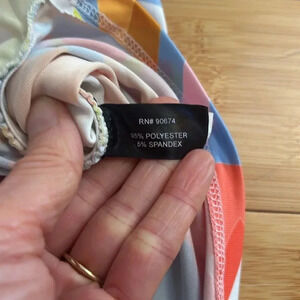 RN# 90674
95% POLYESTER
5% SPANDEX